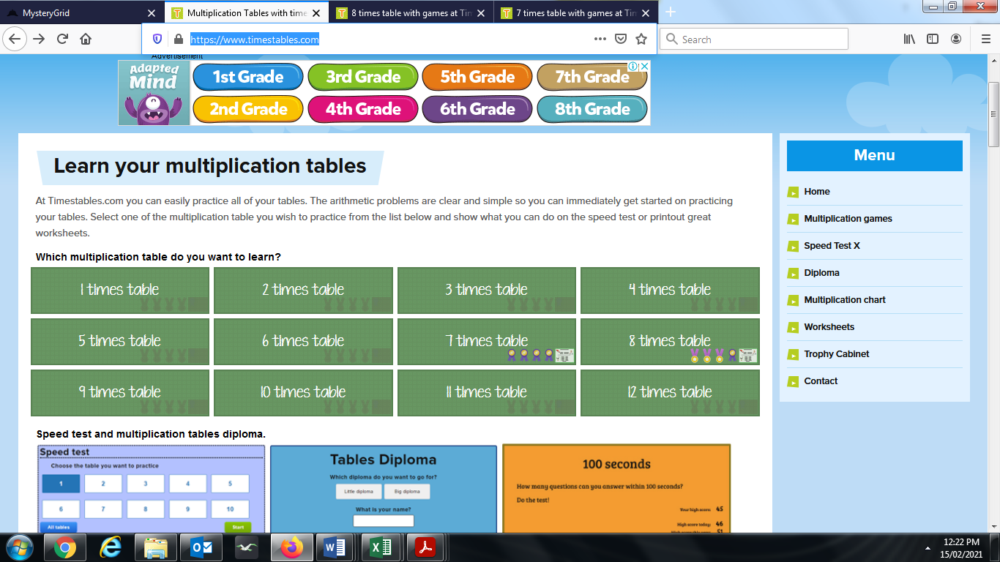 MysteryGrid
Multiplication Tables with time
8 times table with games at Tim
7 times table with games at Tim
https://www.timestables.com
Search
Advertisement
Adapted
Mind
1st Grade
3rd Grade
5th Grade
7th Grade
2nd Grade
4th Grade
6th Grade
8th Grade
Learn your multiplication tables
At Timestables.com you can easily practice all of your tables. The arithmetic problems are clear and simple so you can immediately get started on practicing
your tables. Select one of the multiplication table you wish to practice from the list below and show what you can do on the speed test or printout great
worksheets.
Which multiplication table do you want to learn?
1 times table
2 times table
3 times table
4 times table
5 times table
6 times table
7 times table
8 times table
9 times table
10 times table
11 times table
12 times table
Speed test and multiplication tables diploma.
Speed test
Choose the table you want to practice
1 2 3 4 5
6 7 8 9 10
All tables
Start
Tables Diploma
Which diploma do you want to go for?
Little diploma
Big diploma
What is your name?
100 seconds
How many questions can you answer within 100 seconds?
Do the test!
Your high score: 45
High score today: 46
51
Menu
Home
Multiplication games
Speed Test X
Diploma
Multiplication chart
Worksheets
Trophy Cabinet
Contact
12:22 PM
15/02/2021